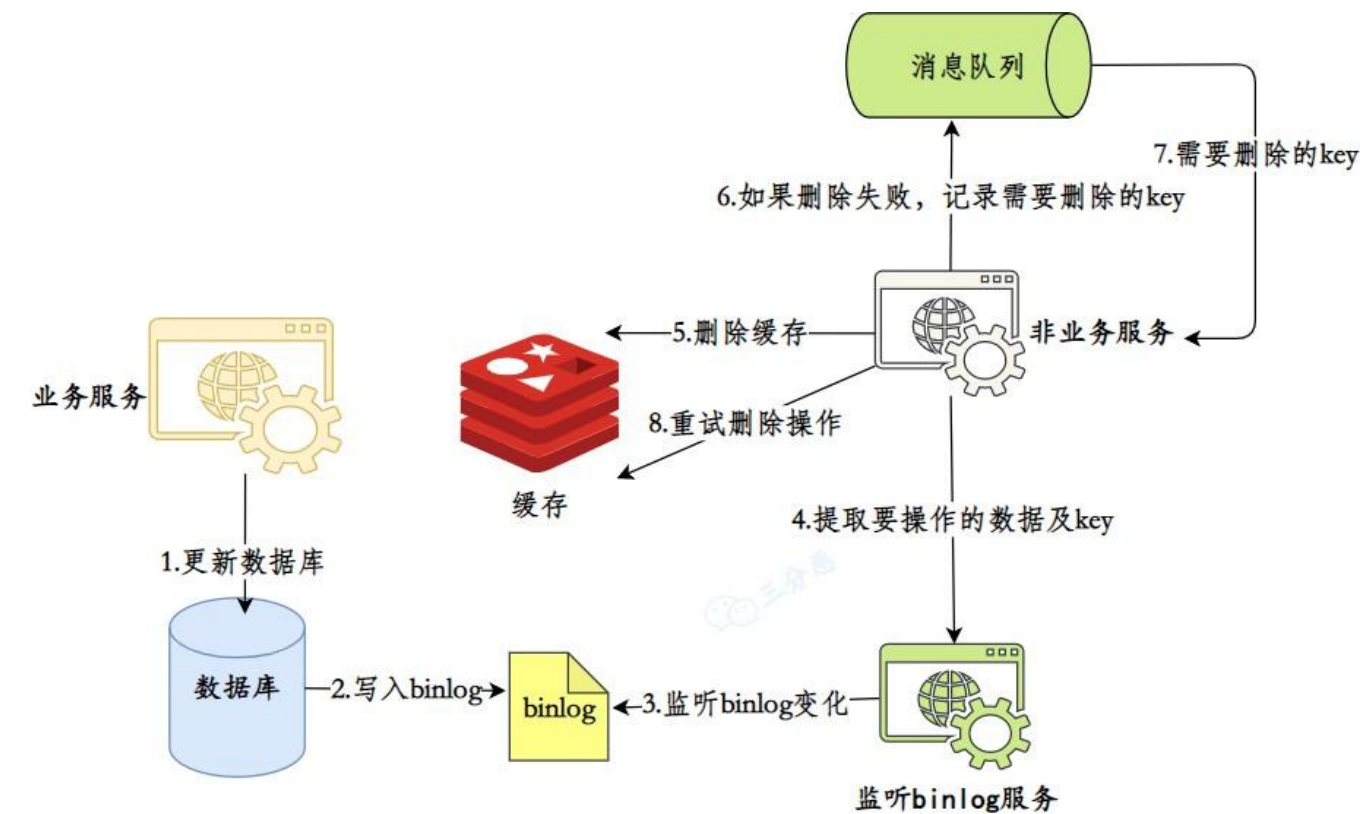 消息队列
7.需要删除的key
6.如果删除失败，记录需要删除的key
5.删除缓存
非业务服务
业务服务
8.重试删除操作
缓存
4.提取要操作的数据及key
1.更新数据库
三分恶
数据库
2.写入binlog
binlog
3.监听binlog变化
监听binlog服务